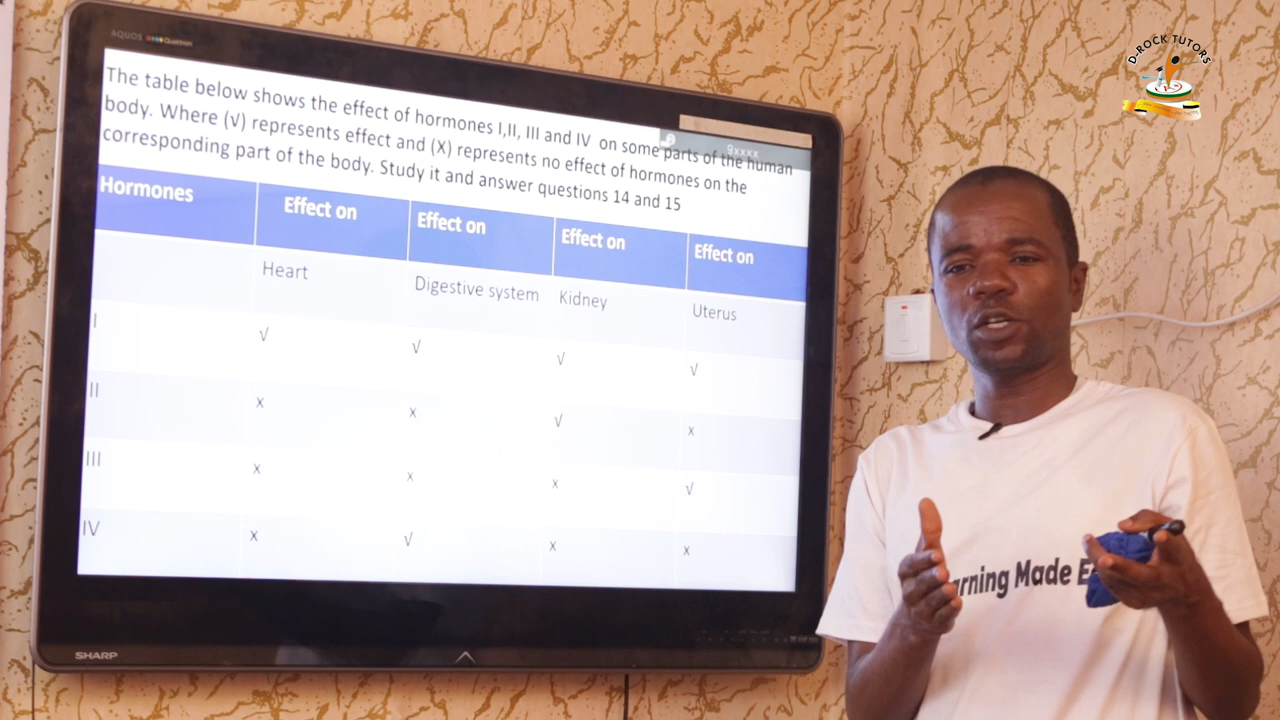 AQUOS Quattron
D-ROCK TUTORS
The table below shows the effect of hormones I,II, III and IV on some parts of the human
body. Where (√) represents effect and (X) represents no effect of hormones on the
corresponding part of the body. Study it and answer questions 14 and 15
9xxxx
Hormones Effect on Effect on Effect on Effect on
Heart Digestive system Kidney Uterus
I √ √ √ √
II x x √ x
III x x x √
IV x √ x x
SHARP
arning Made E